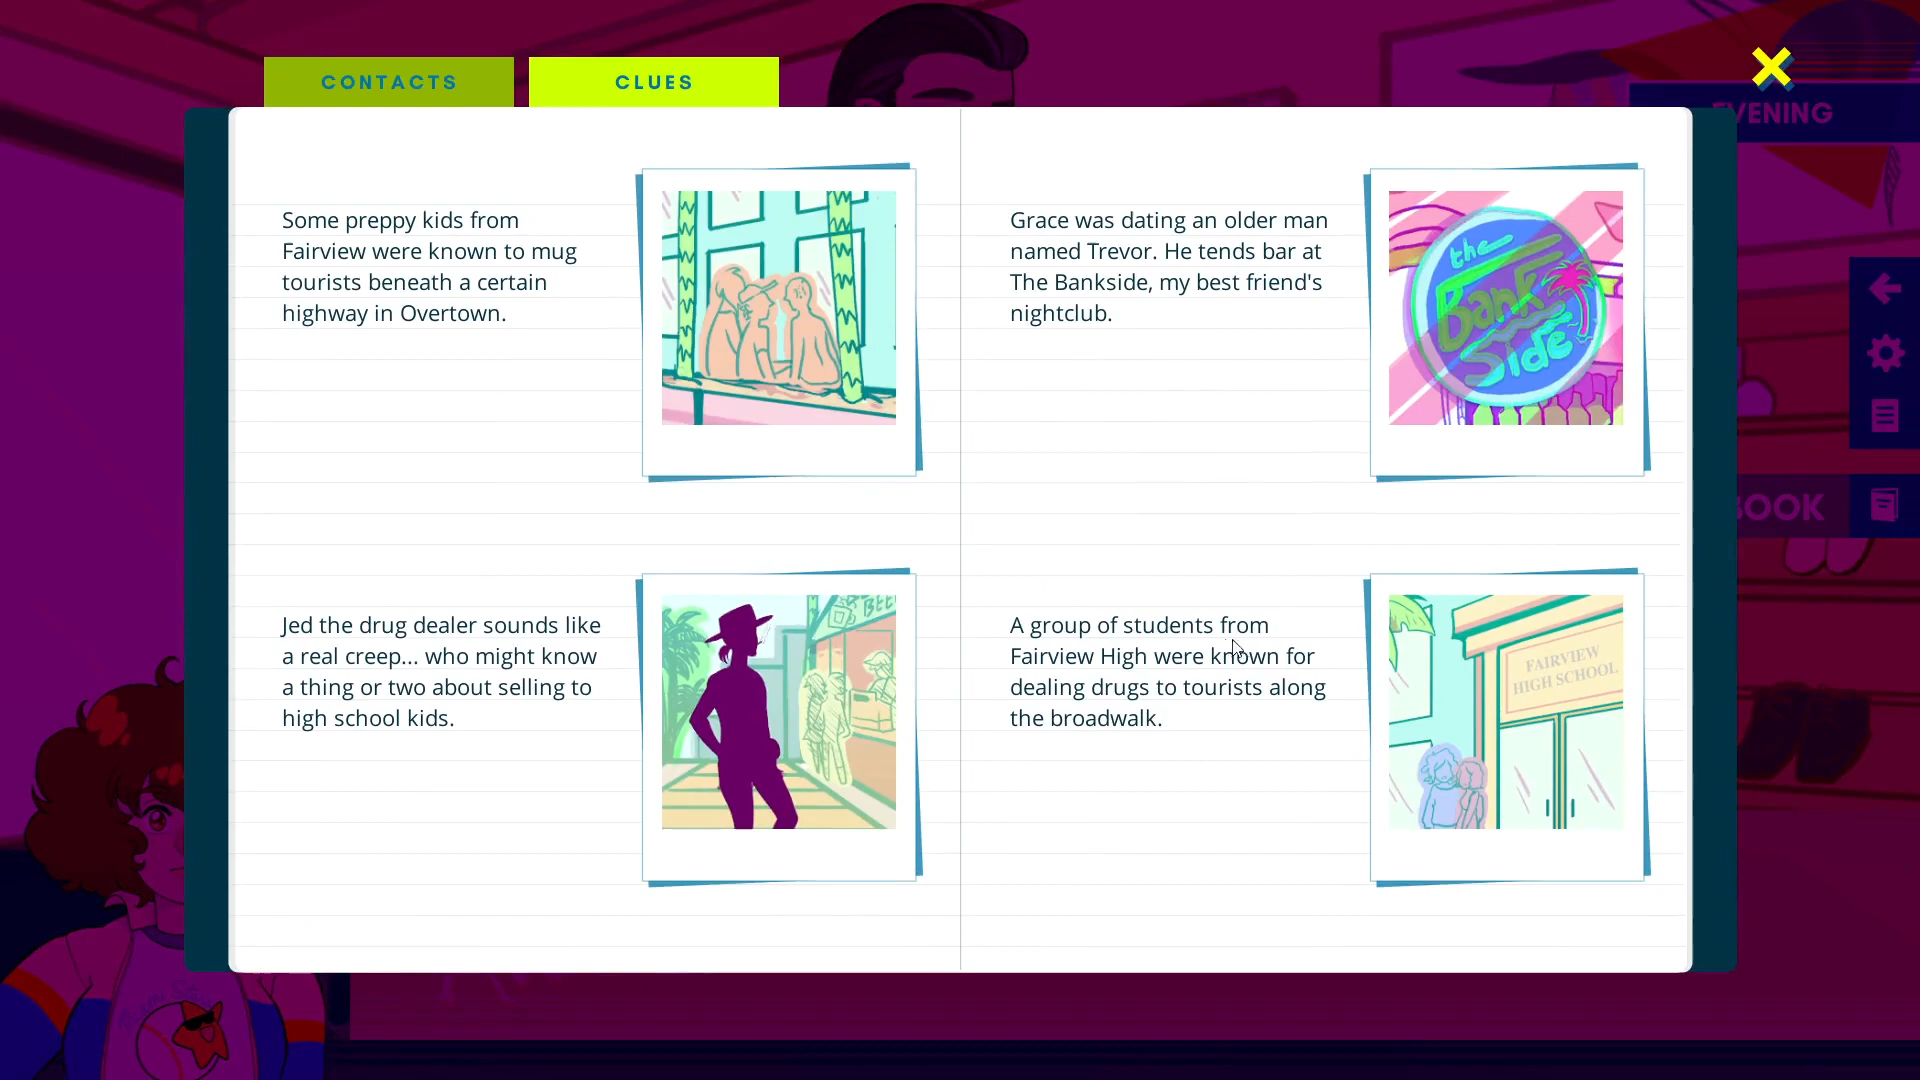 CONTACTS
CLUES
EVENING
Some preppy kids from
Fairview were known to mug
tourists beneath a certain
highway in Overtown.
Grace was dating an older man
named Trevor. He tends bar at
The Bankside, my best friend's
nightclub.
the
Bank
Side
BOOK
Jed the drug dealer sounds like
a real creep... who might know
a thing or two about selling to
high school kids.
BEE
A group of students from
Fairview High were known for
dealing drugs to tourists along
the broadwalk.
FAIRVIEW
HIGH SCHOOL